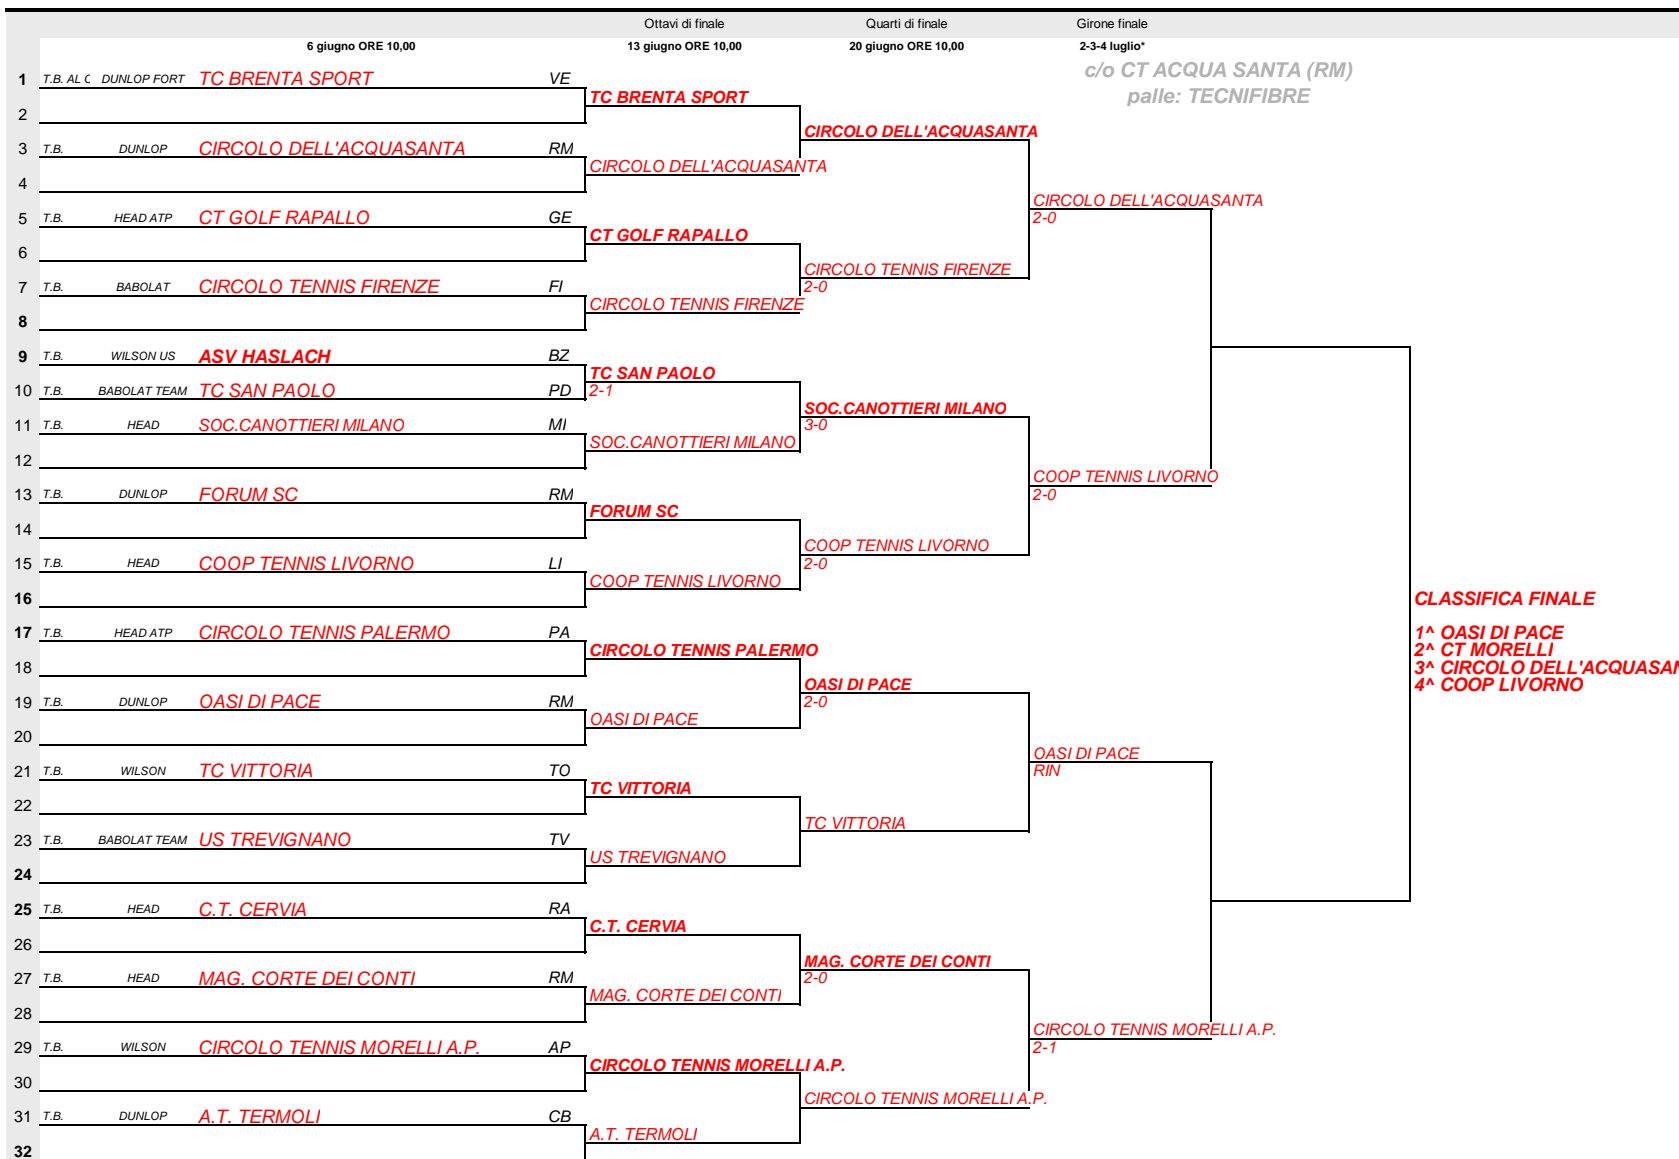 Ottavi di finale Quarti di finale Girone finale
6 giugno ORE 10,00 13 giugno ORE 10,00 20 giugno ORE 10,00 2-3-4 luglio*
c/o CT ACQUA SANTA (RM)
palle: TECNIFIBRE
1 T.B. AL C DUNLOP FORT TC BRENTA SPORT VE
TC BRENTA SPORT
2
CIRCOLO DELL'ACQUASANTA
3 T.B. DUNLOP CIRCOLO DELL'ACQUASANTA RM
CIRCOLO DELL'ACQUASANTA
4
CIRCOLO DELL'ACQUASANTA
5 T.B. HEAD ATP CT GOLF RAPALLO GE 2-0
CT GOLF RAPALLO
6
CIRCOLO TENNIS FIRENZE
7 T.B. BABOLAT CIRCOLO TENNIS FIRENZE FI 2-0
CIRCOLO TENNIS FIRENZE
8
9 T.B. WILSON US ASV HASLACH BZ
TC SAN PAOLO
10 T.B. BABOLAT TEAM TC SAN PAOLO PD 2-1
SOC.CANOTTIERI MILANO
11 T.B. HEAD SOC.CANOTTIERI MILANO MI 3-0
SOC.CANOTTIERI MILANO
12
COOP TENNIS LIVORNO
13 T.B. DUNLOP FORUM SC RM 2-0
FORUM SC
14
COOP TENNIS LIVORNO
15 T.B. HEAD COOP TENNIS LIVORNO LI 2-0
COOP TENNIS LIVORNO
16 CLASSIFICA FINALE
17 T.B. HEAD ATP CIRCOLO TENNIS PALERMO PA 1^ OASI DI PACE
CIRCOLO TENNIS PALERMO 2^ CT MORELLI
18 3^ CIRCOLO DELL'ACQUASAN
OASI DI PACE 4^ COOP LIVORNO
19 T.B. DUNLOP OASI DI PACE RM 2-0
OASI DI PACE
20
OASI DI PACE
21 T.B. WILSON TC VITTORIA TO RIN
TC VITTORIA
22
TC VITTORIA
23 T.B. BABOLAT TEAM US TREVIGNANO TV
US TREVIGNANO
24
25 T.B. HEAD C.T. CERVIA RA
C.T. CERVIA
26
MAG. CORTE DEI CONTI
27 T.B. HEAD MAG. CORTE DEI CONTI RM 2-0
MAG. CORTE DEI CONTI
28
CIRCOLO TENNIS MORELLI A.P.
29 T.B. WILSON CIRCOLO TENNIS MORELLI A.P. AP 2-1
CIRCOLO TENNIS MORELLI A.P.
30
CIRCOLO TENNIS MORELLI A.P.
31 T.B. DUNLOP A.T. TERMOLI CB
A.T. TERMOLI
32